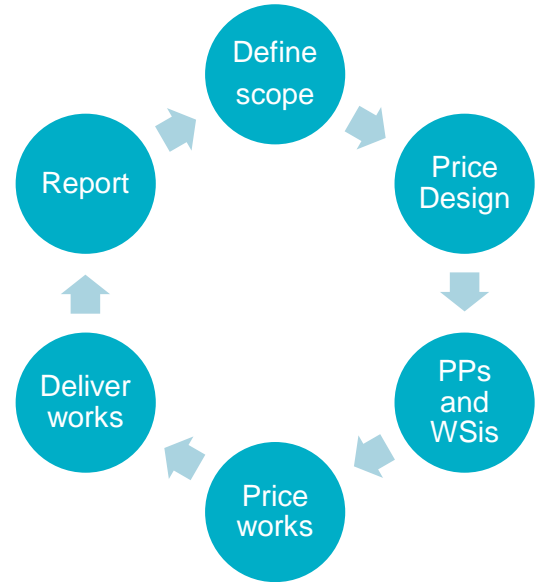 Define
scope
Price
Design
PPs
and
WSis
Price
works
Deliver
works
Report